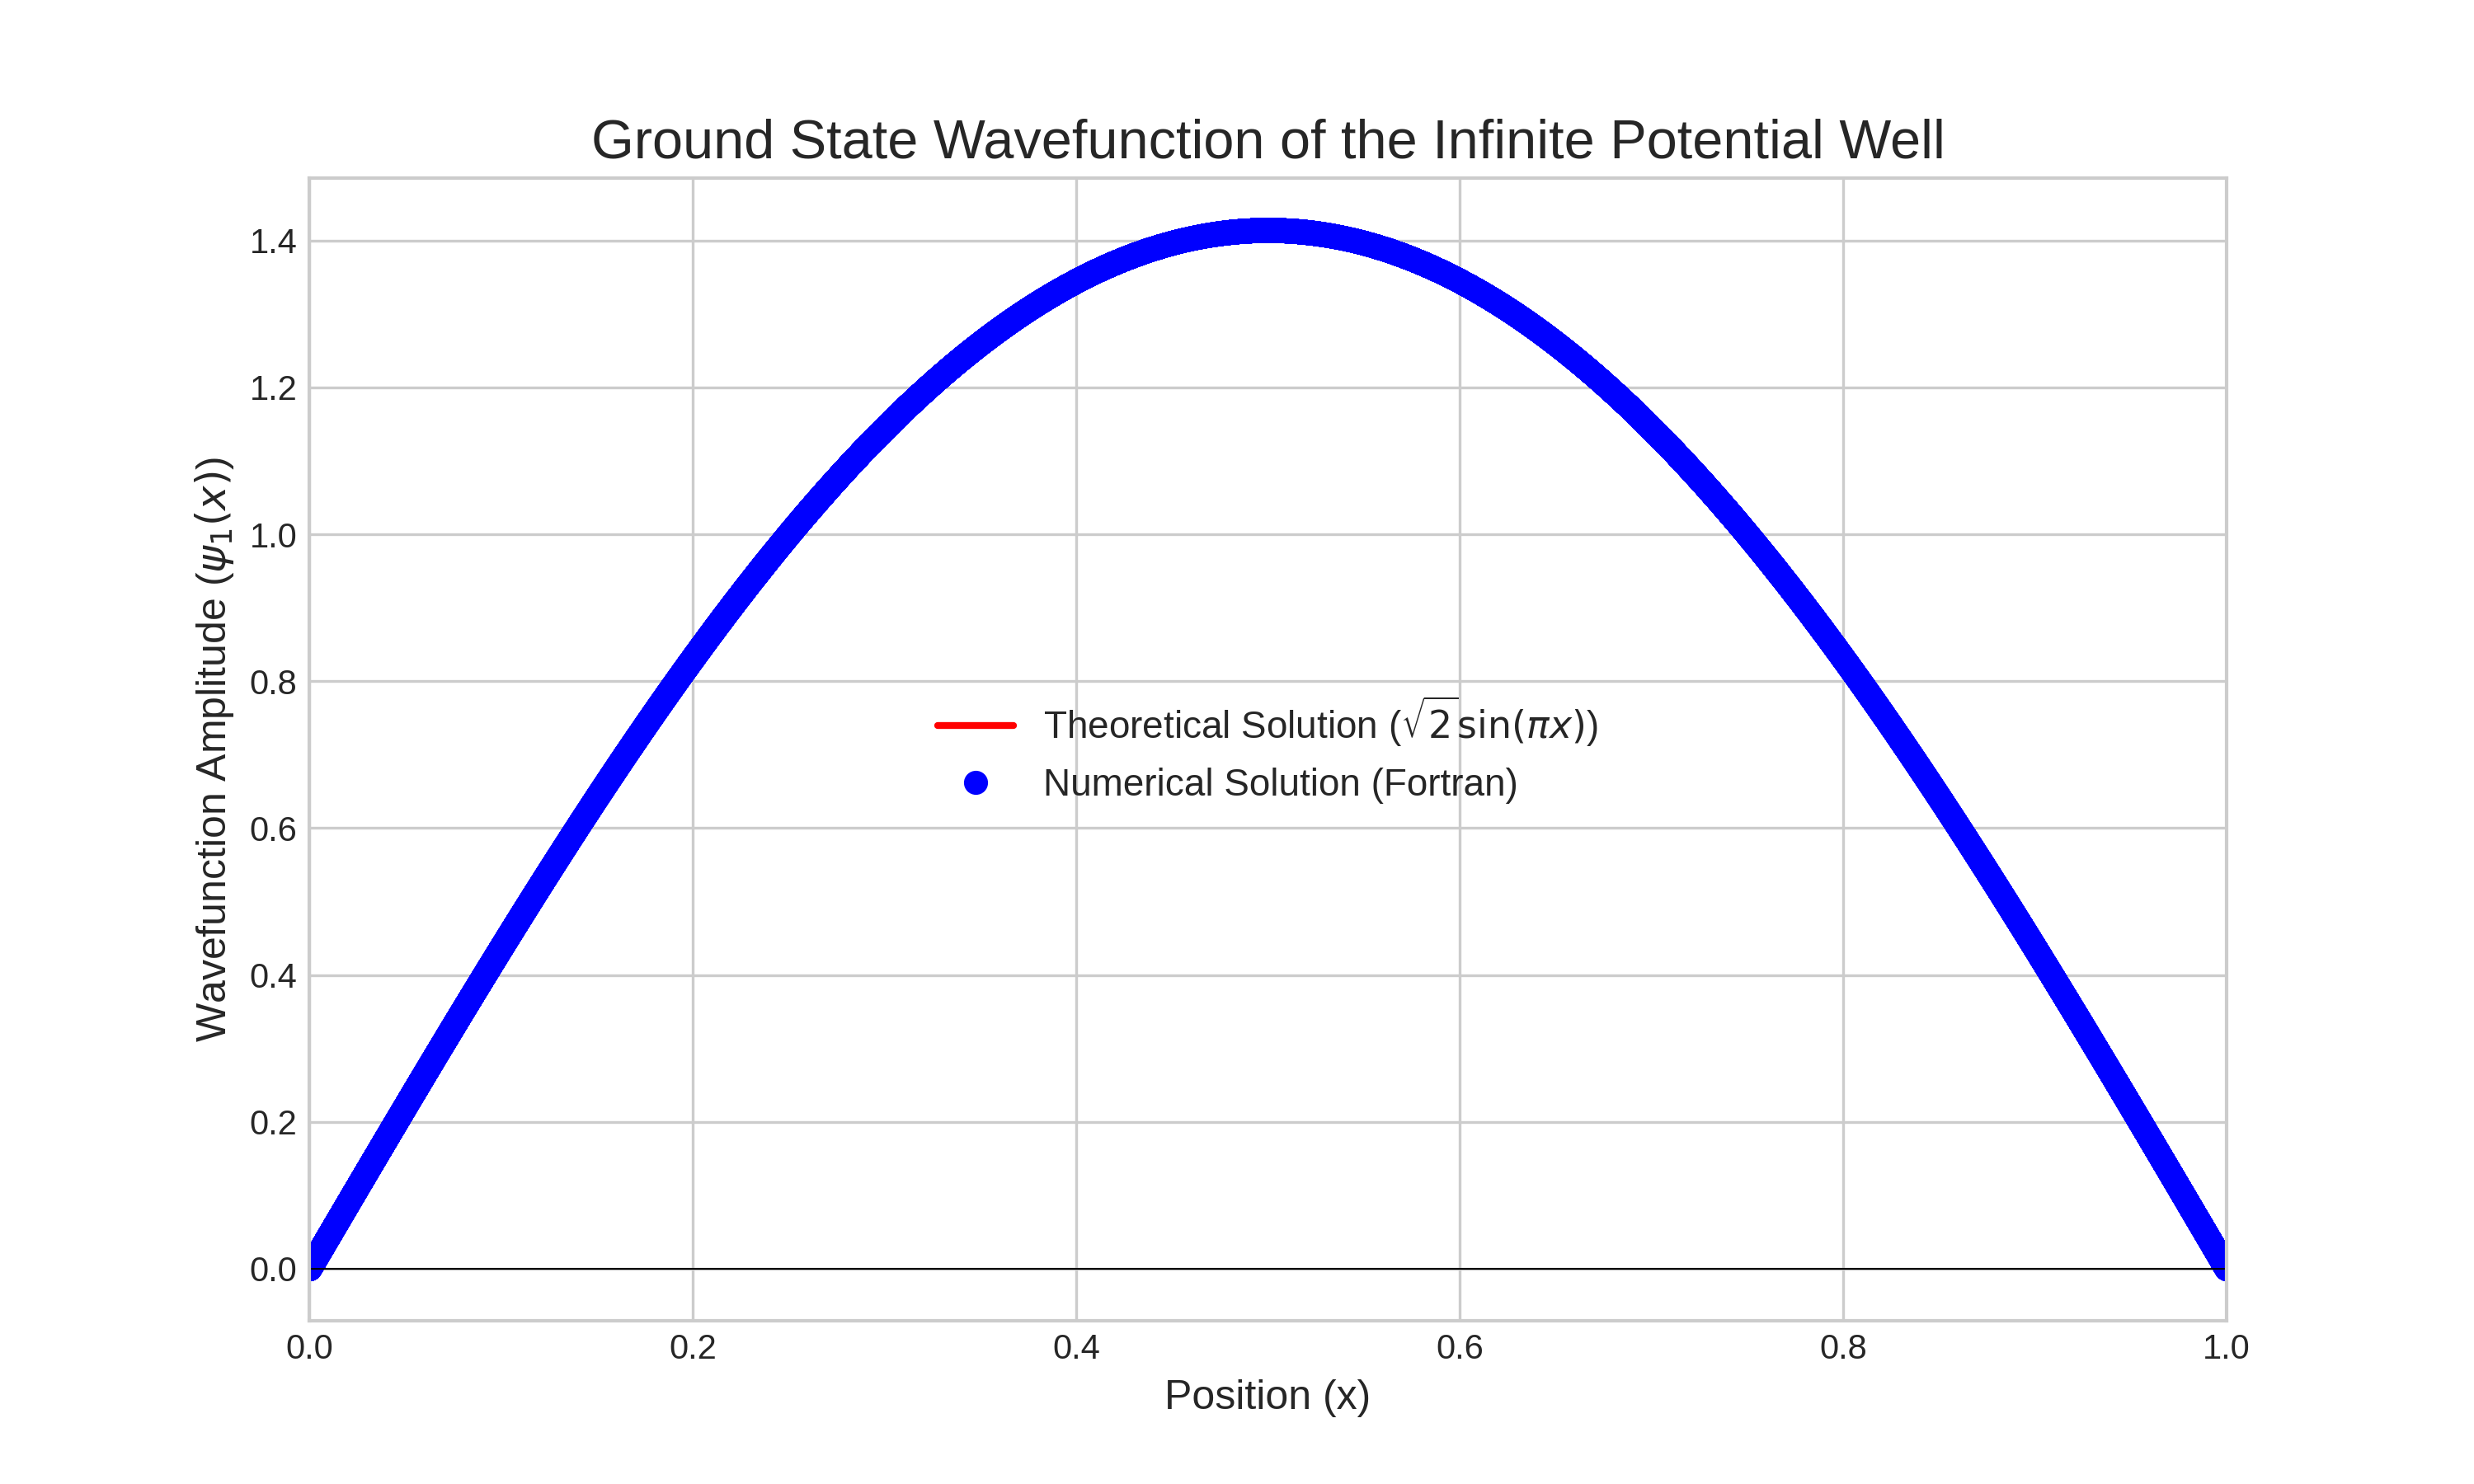 Ground State Wavefunction of the Infinite Potential Well
Wavefunction Amplitude (ψ₁(x))
1.4
1.2
1.0
0.8
0.6
0.4
0.2
0.0
Theoretical Solution (√2sin(πx))
Numerical Solution (Fortran)
0.0 0.2 0.4 0.6 0.8 1.0
Position (x)